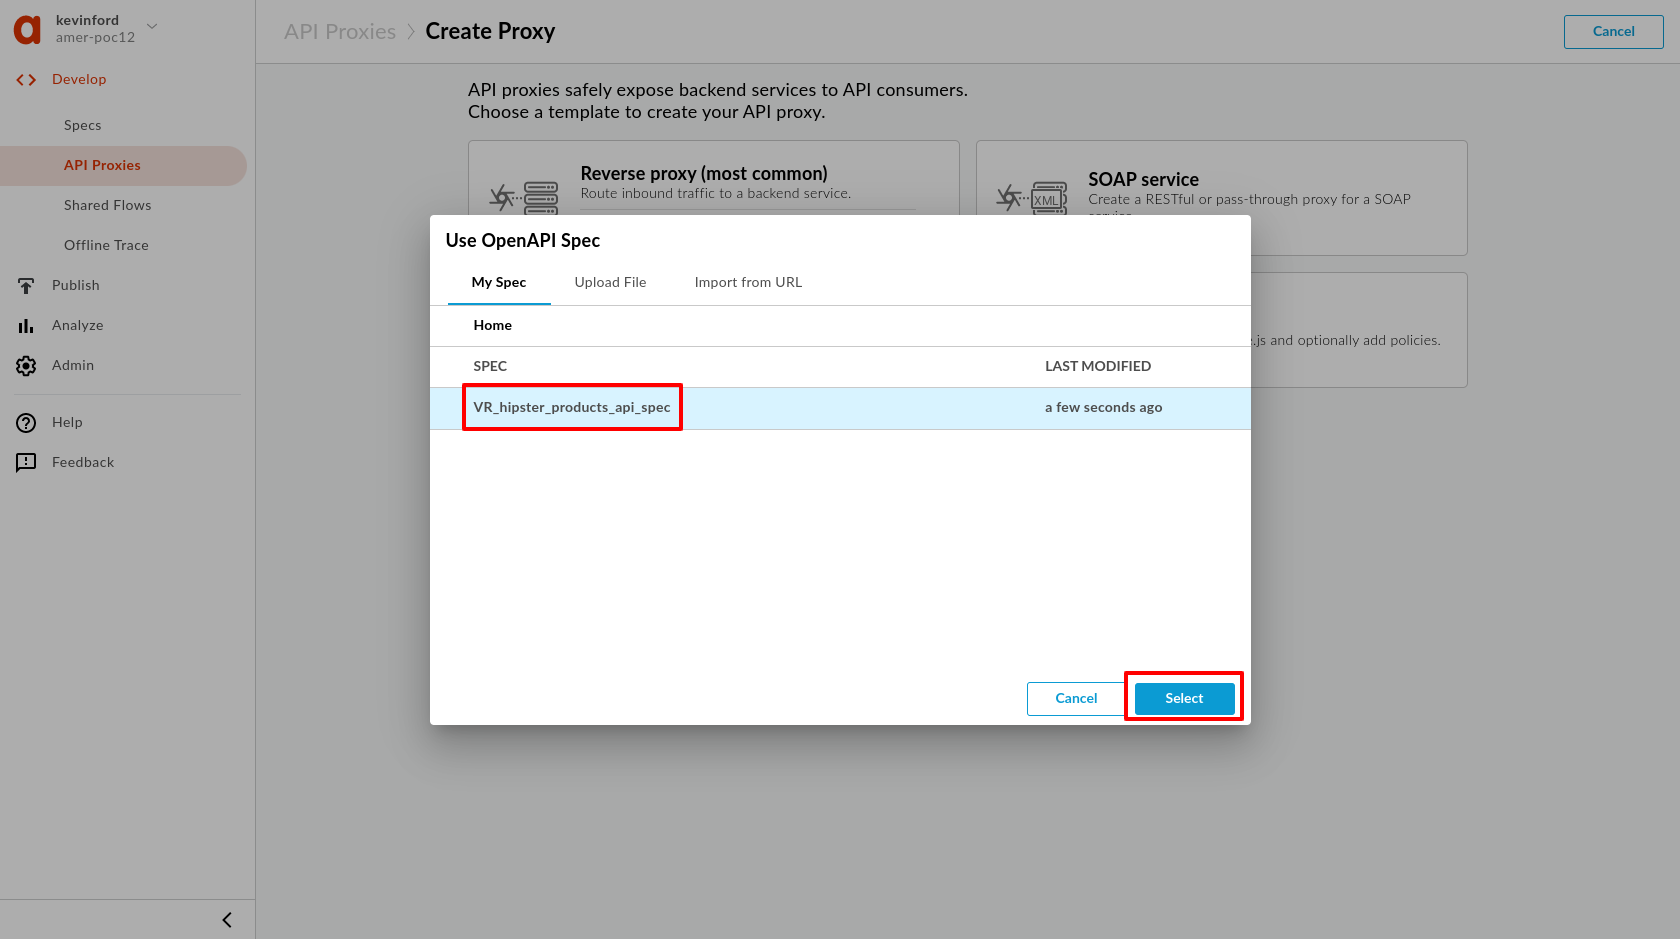 kevinford
amer-poc12
Develop
Specs
API Proxies
Shared Flows
Offline Trace
Publish
Analyze
Admin
Help
Feedback
API Proxies > Create Proxy
Cancel
API proxies safely expose backend services to API consumers.
Choose a template to create your API proxy.
Reverse proxy (most common)
Route inbound traffic to a backend service.
XML
SOAP service
Create a RESTful or pass-through proxy for a SOAP
.js and optionally add policies.
Use OpenAPI Spec
My Spec Upload File Import from URL
Home
SPEC LAST MODIFIED
VR_hipster_products_api_spec a few seconds ago
Cancel Select